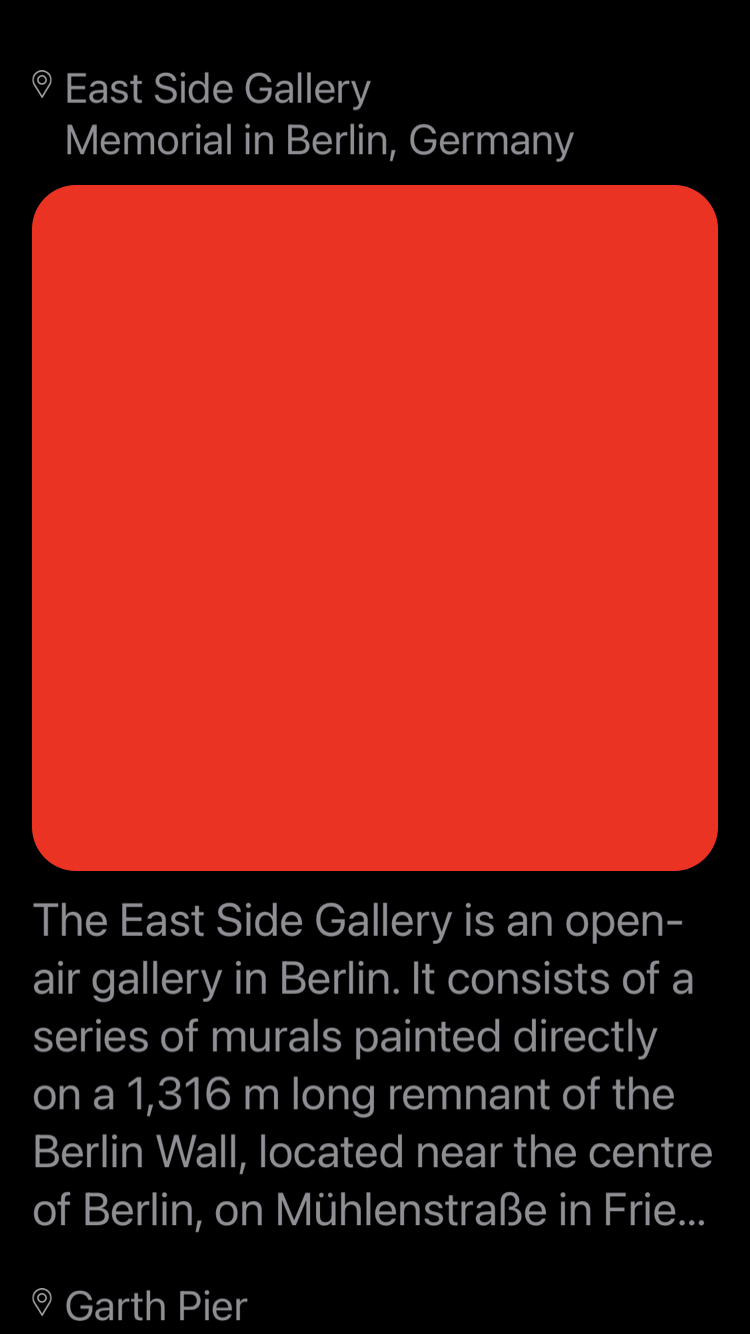 East Side Gallery
Memorial in Berlin, Germany
The East Side Gallery is an open-
air gallery in Berlin. It consists of a
series of murals painted directly
on a 1,316 m long remnant of the
Berlin Wall, located near the centre
of Berlin, on Mühlenstraße in Frie...
Garth Pier